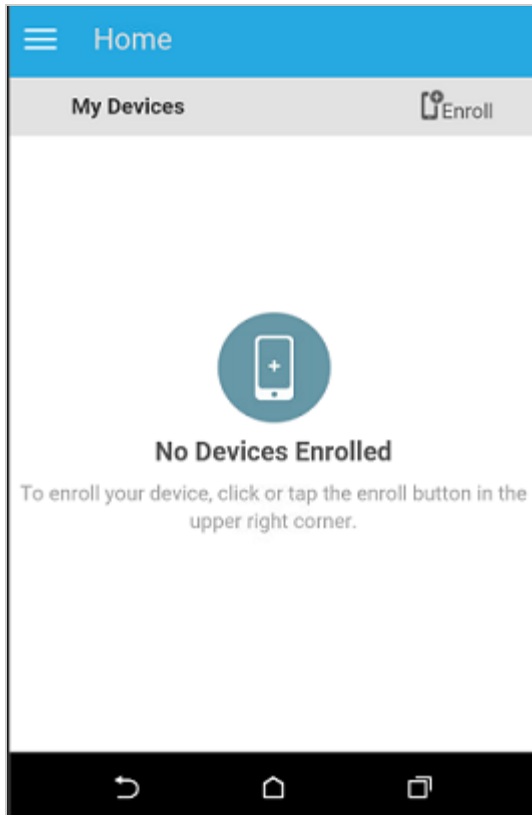 Home
My Devices
Enroll
No Devices Enrolled
To enroll your device, click or tap the enroll button in the
upper right corner.